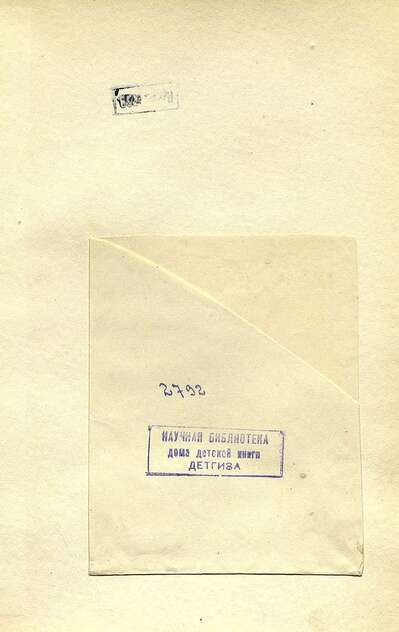 2792
НАУЧНАЯ БИБЛИОТЕКА
дома детской книги
ДЕТГИЗА